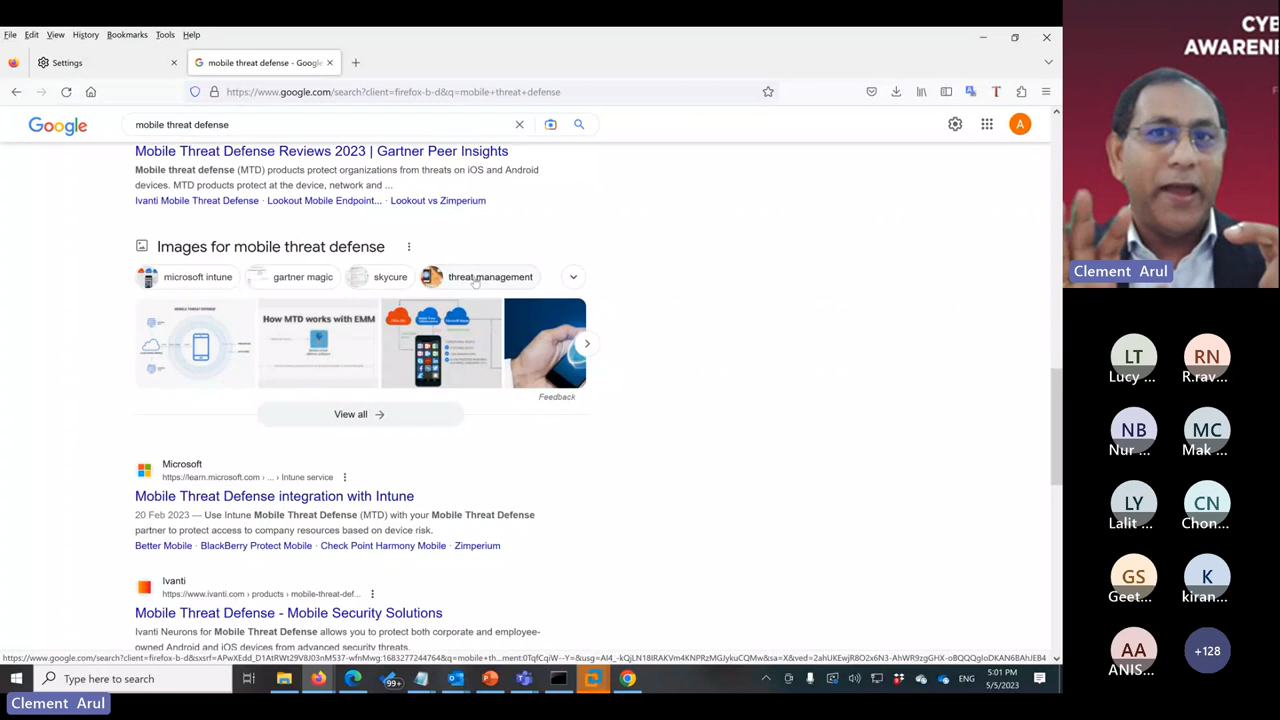 File Edit View History Bookmarks Tools Help
Settings
mobile threat defense - Google
https://www.google.com/search?client=firefox-b-d&q=mobile+threat+defense
Google
mobile threat defense
A
Mobile Threat Defense Reviews 2023 | Gartner Peer Insights
Mobile threat defense (MTD) products protect organizations from threats on iOS and Android
devices. MTD products protect at the device, network and ...
Ivanti Mobile Threat Defense · Lookout Mobile Endpoint... · Lookout vs Zimperium
Images for mobile threat defense
microsoft intune
gartner magic
skycure
threat management
MOBILE THREAT DEFENSE
How MTD works with EMM
Feedback
View all
Microsoft
https://learn.microsoft.com › ... › Intune service
Mobile Threat Defense integration with Intune
20 Feb 2023 — Use Intune Mobile Threat Defense (MTD) with your Mobile Threat Defense
partner to protect access to company resources based on device risk.
Better Mobile · BlackBerry Protect Mobile · Check Point Harmony Mobile · Zimperium
Ivanti
https://www.ivanti.com › products › mobile-threat-def...
Mobile Threat Defense - Mobile Security Solutions
Ivanti Neurons for Mobile Threat Defense allows you to protect both corporate and employee-
owned Android and iOS devices from advanced security threats.
Type here to search
99+
ENG
5:01 PM
5/5/2023
Clement Arul
CYB
AWARENE
Clement Arul
LT
Lucy ...
RN
R.rav...
NB
Nur ...
MC
Mak ...
LY
Lalit ...
CN
Chon...
GS
Geet...
K
kiran...
AA
ANIS...
+128